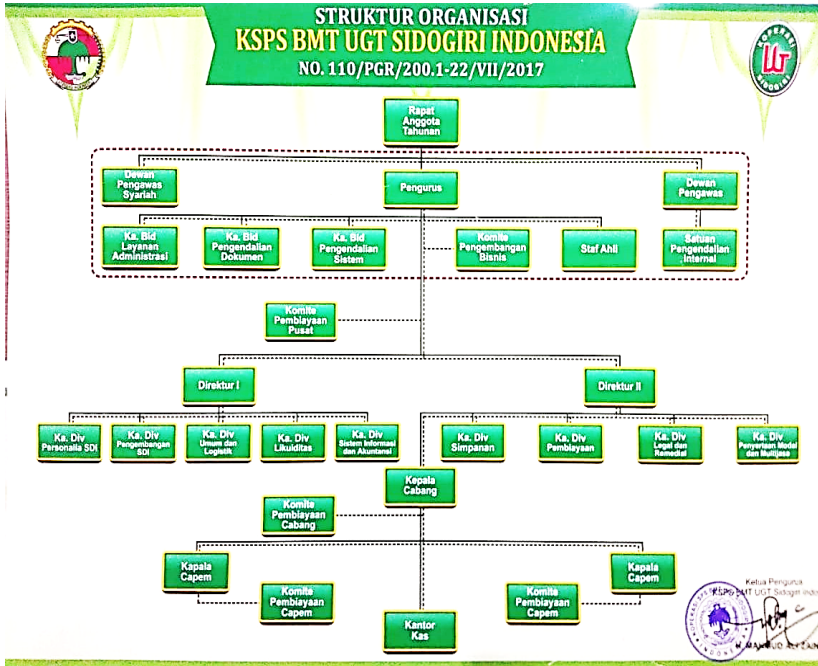 STRUKTUR ORGANISASI
KSPS BMT UGT SIDOGIRI INDONESIA
NO. 110/PGR/200.1-22/VII/2017
KOPERASI
UGT
SIDOGIRI
Rapat
Anggota
Tahunan
Dewan
Pengawas
Syariah
Pengurus
Dewan
Pengawas
Ka. Bid
Layanan
Administrasi
Ka. Bid
Pengendalian
Dokumen
Ka. Bid
Pengendalian
Sistem
Komite
Pengembangan
Bisnis
Staf Ahli
Satuan
Pengendalian
Internal
Komite
Pembiayaan
Pusat
Direktur I
Direktur II
Ka. Div
Personalia SDI
Ka. Div
Pengembangan
SDI
Ka. Div
Umum dan
Logistik
Ka. Div
Likuiditas
Ka. Div
Sistem Informasi
dan Akuntansi
Ka. Div
Simpanan
Ka. Div
Pembiayaan
Ka. Div
Legal dan
Remedial
Ka. Div
Penyertaan Modal
dan Multijasa
Kepala
Cabang
Komite
Pembiayaan
Cabang
Kapala
Capem
Kapala
Capem
Komite
Pembiayaan
Capem
Komite
Pembiayaan
Capem
Kantor
Kas
Ketua Pengurus
KSPS BMT UGT Sidogiri Indo